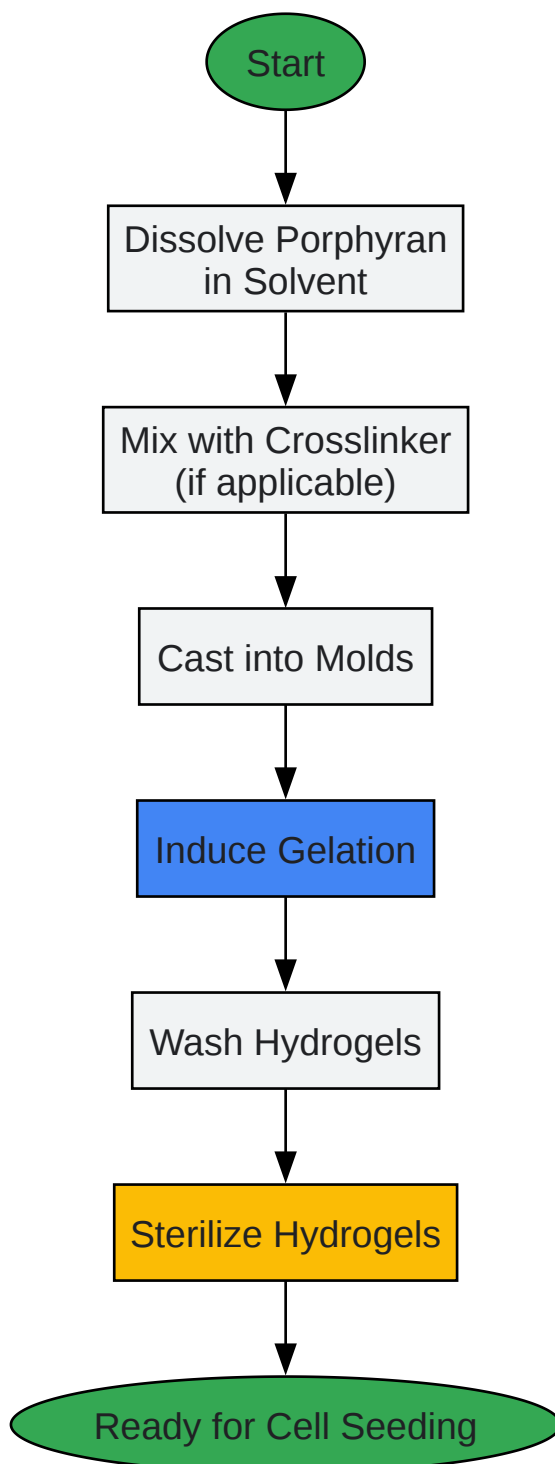 Start
Dissolve Porphyran
in Solvent
Mix with Crosslinker
(if applicable)
Cast into Molds
Induce Gelation
Wash Hydrogels
Sterilize Hydrogels
Ready for Cell Seeding